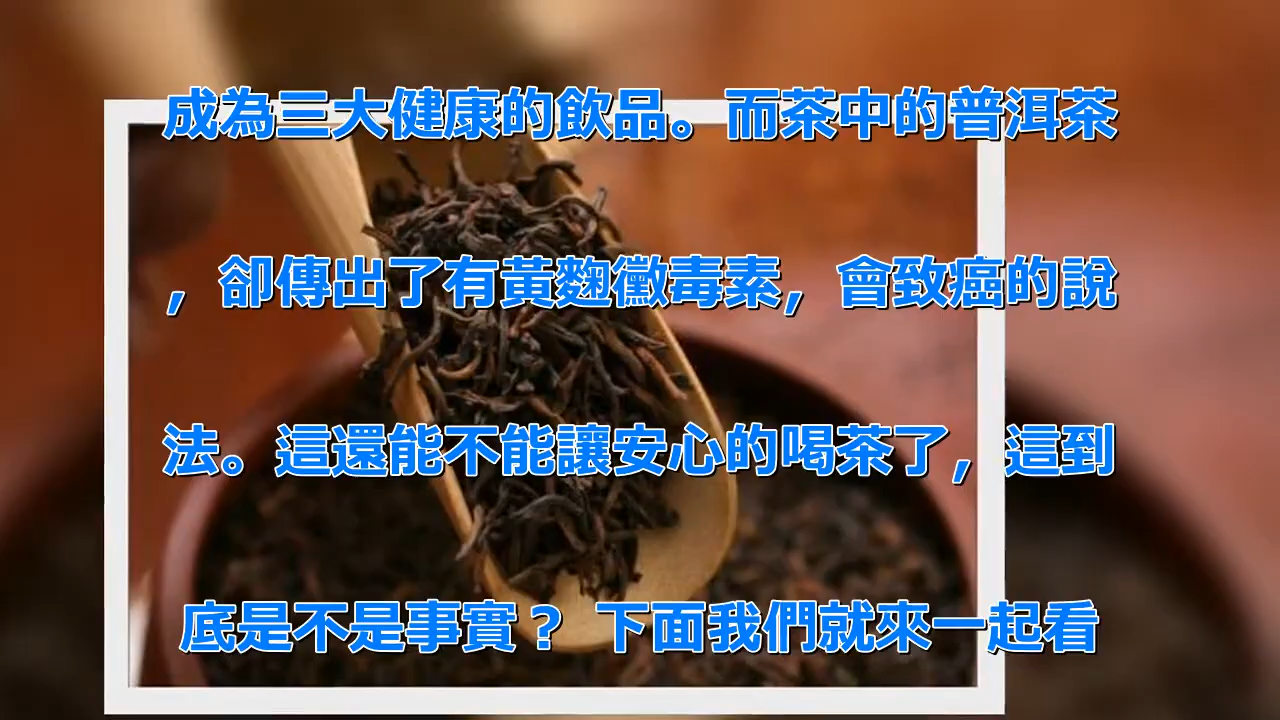 成為三大健康的飲品。而茶中的普洱茶
，卻傳出了有黃麴黴毒素，會致癌的說
法。這還能不能讓安心的喝茶了，這到
底是不是事實？ 下面我們就來一起看